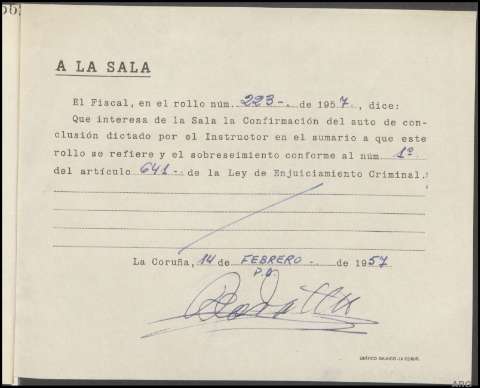 A LA SALA
El Fiscal, en el rollo núm. 223-. de 1957., dice:
Que interesa de la Sala la Confirmación del auto de con-
clusión dictado por el Instructor en el sumario a que este
rollo se refiere y el sobreseimiento conforme al núm. 1º
del artículo 641- de la Ley de Enjuiciamiento Criminal.
La Coruña, 14 de FEBRERO-. de 1957
P.D.